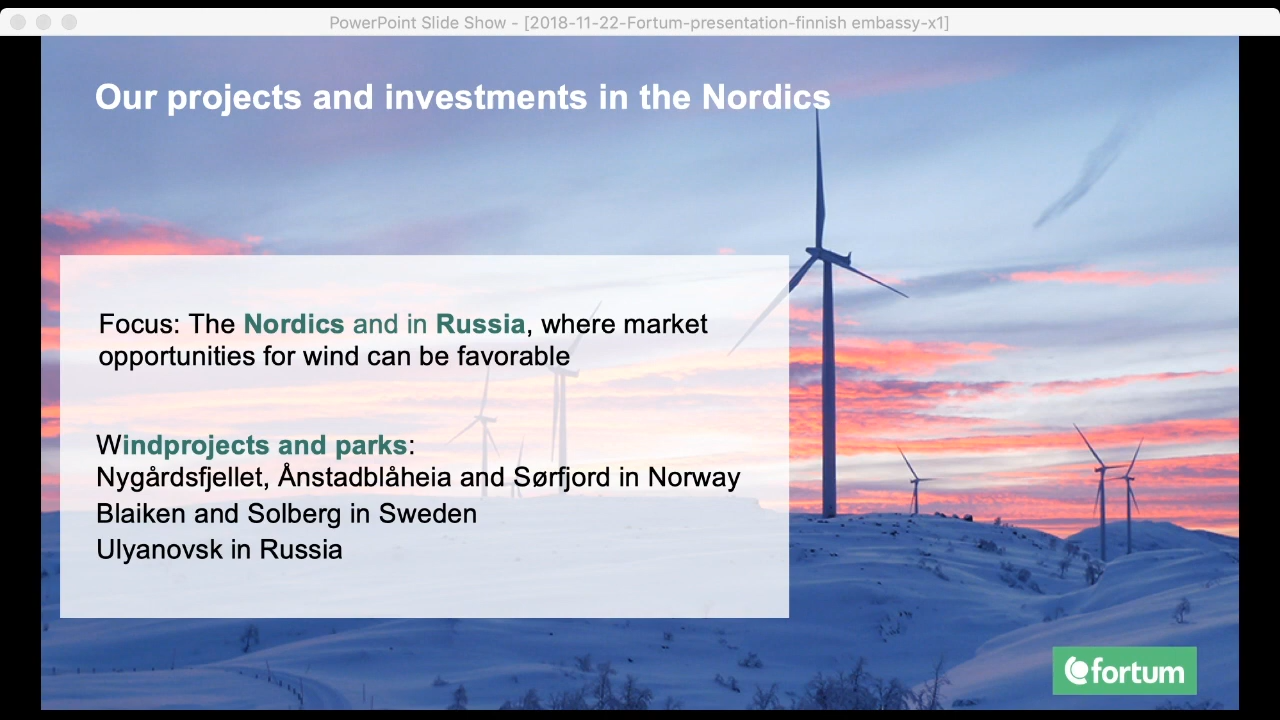 PowerPoint Slide Show - [2018-11-22-Fortum-presentation-finnish embassy-x1]
Our projects and investments in the Nordics
Focus: The Nordics and in Russia, where market
opportunities for wind can be favorable
Windprojects and parks:
Nygårdsfjellet, Ånstadblåheia and Sørfjord in Norway
Blaiken and Solberg in Sweden
Ulyanovsk in Russia
fortum